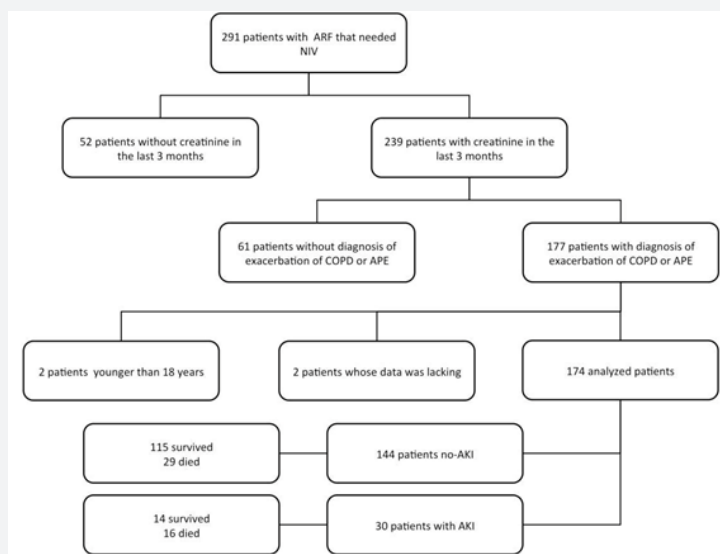 291 patients with ARF that needed
NIV
52 patients without creatinine in
the last 3 months
239 patients with creatinine in the
last 3 months
61 patients without diagnosis of
exacerbation of COPD or APE
177 patients with diagnosis of
exacerbation of COPD or APE
2 patients younger than 18 years
2 patients whose data was lacking
174 analyzed patients
115 survived
29 died
144 patients no-AKI
14 survived
16 died
30 patients with AKI